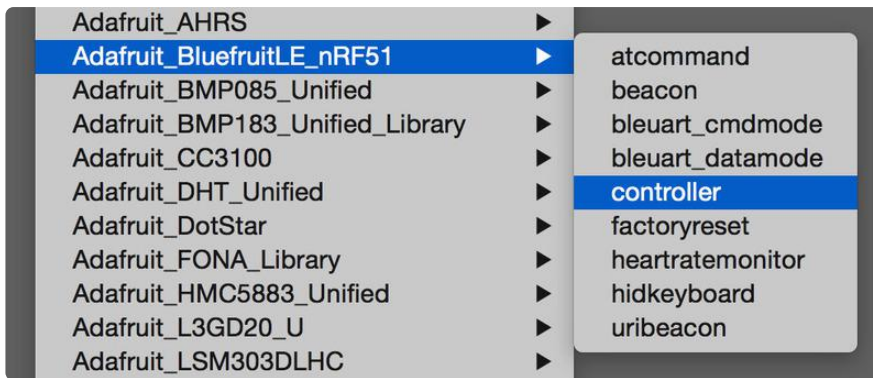 Adafruit_AHRS
Adafruit_BluefruitLE_nRF51
Adafruit_BMP085_Unified
Adafruit_BMP183_Unified_Library
Adafruit_CC3100
Adafruit_DHT_Unified
Adafruit_DotStar
Adafruit_FONA_Library
Adafruit_HMC5883_Unified
Adafruit_L3GD20_U
Adafruit_LSM303DLHC
atcommand
beacon
bleuart_cmdmode
bleuart_datamode
controller
factoryreset
heartratemonitor
hidkeyboard
uribeacon